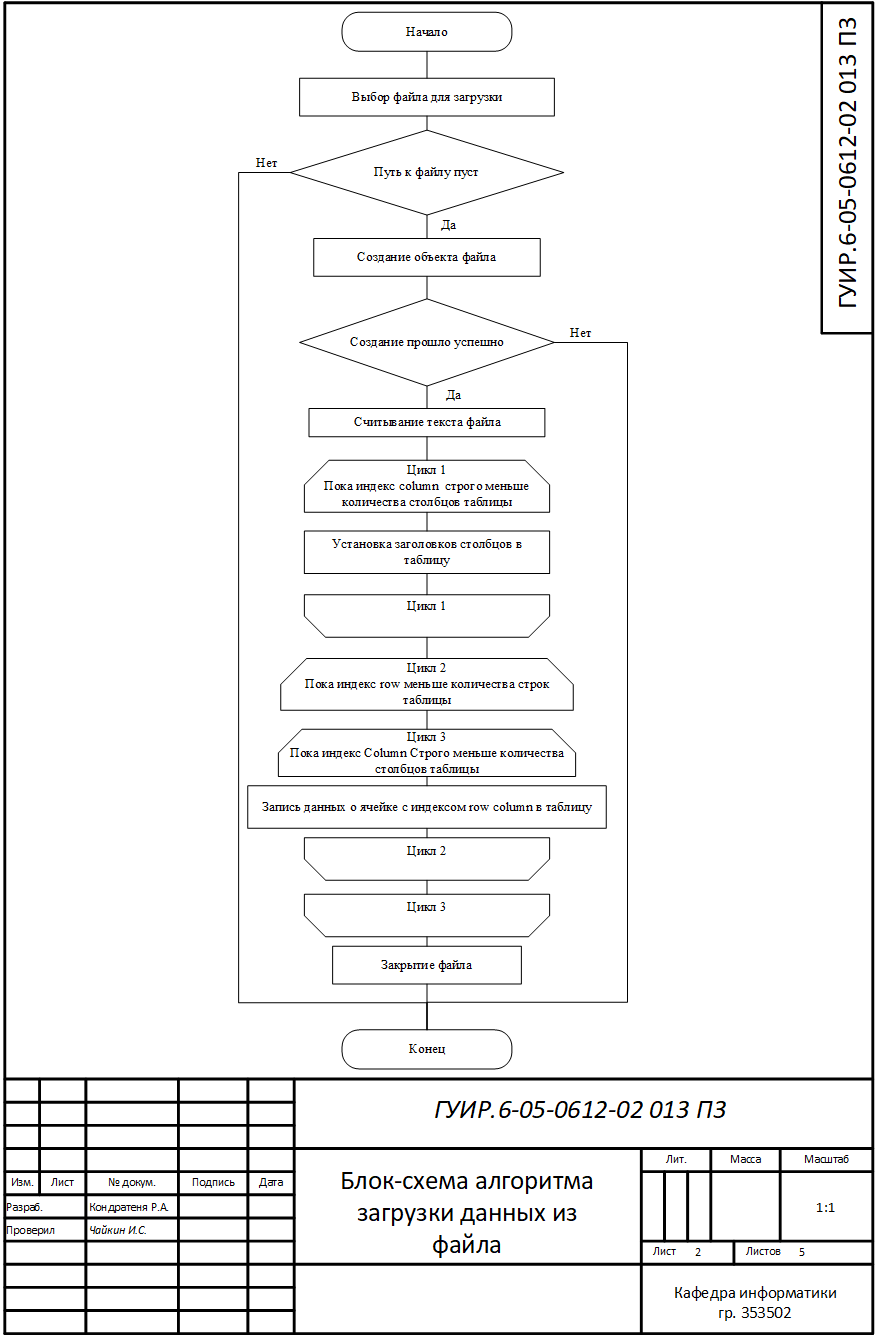 Начало
ГУИР.6-05-0612-02 013 ПЗ
Выбор файла для загрузки
Нет
Путь к файлу пуст
Да
Создание объекта файла
Создание прошло успешно
Нет
Да
Считывание текста файла
Цикл 1
Пока индекс column строго меньше
количества столбцов таблицы
Установка заголовков столбцов в
таблицу
Цикл 1
Цикл 2
Пока индекс row меньше количества строк
таблицы
Цикл 3
Пока индекс Column Строго меньше количества
столбцов таблицы
Запись данных о ячейке с индексом row column в таблицу
Цикл 2
Цикл 3
Закрытие файла
Конец
ГУИР.6-05-0612-02 013 ПЗ
Изм. Лист № докум. Подпись Дата
Разраб. Кондратеня Р.А.
Проверил Чайкин И.С.
Блок-схема алгоритма
загрузки данных из
файла
Лит. Масса Масштаб
1:1
Лист 2 Листов 5
Кафедра информатики
гр. 353502